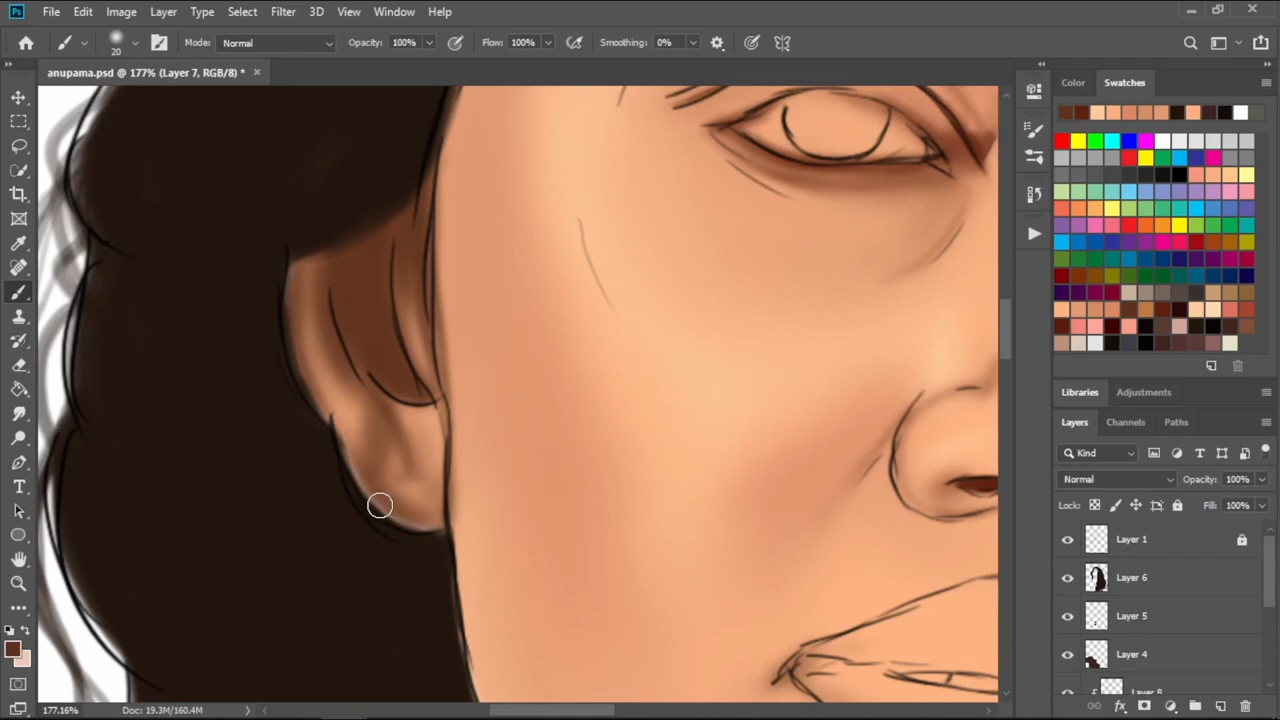 Ps File Edit Image Layer Type Select Filter 3D View Window Help
20 Mode: Normal Opacity: 100% Flow: 100% Smoothing: 0%
anupama.psd @ 177% (Layer 7, RGB/8) *
Color Swatches
Libraries Adjustments
Layers Channels Paths
Kind
Normal Opacity: 100%
Lock: Fill: 100%
Layer 1
Layer 6
Layer 5
Layer 4
Layer 8
177.16% Doc: 19.3M/160.4M